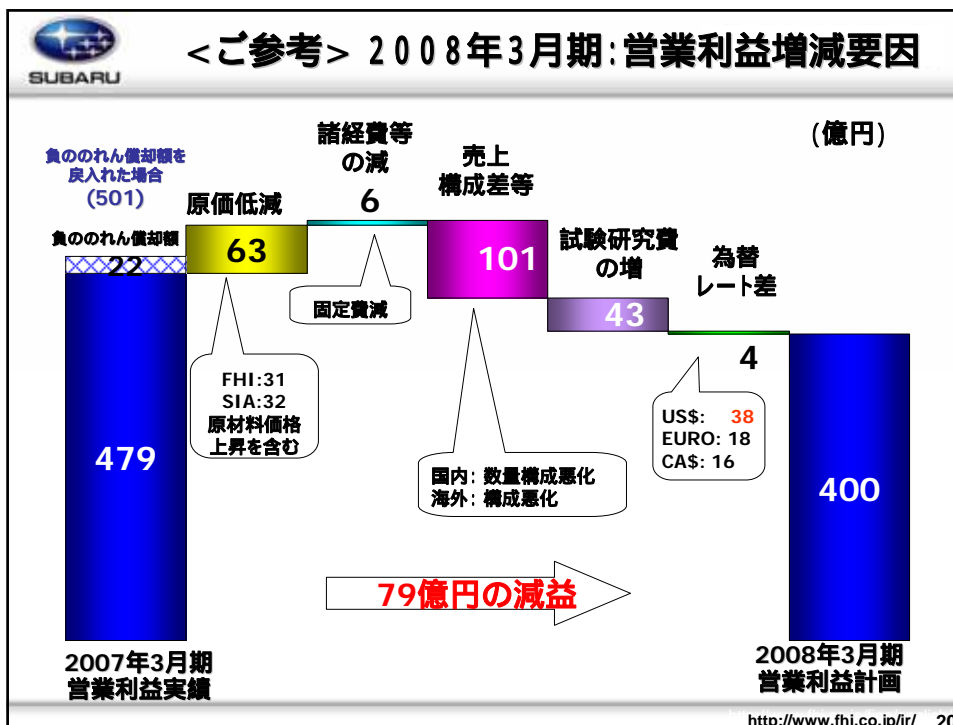 SUBARU
<ご参考> 2008年3月期:営業利益増減要因
(億円)
負ののれん償却額を
戻入れた場合
(501)
負ののれん償却額
22
479
原価低減
63
FHI:31
SIA:32
原材料価格
上昇を含む
諸経費等
の減
6
固定費減
売上
構成差等
101
国内: 数量構成悪化
海外: 構成悪化
試験研究費
の増
43
為替
レート差
4
US$: 38
EURO: 18
CA$: 16
400
79億円の減益
2007年3月期
営業利益実績
2008年3月期
営業利益計画
http://www.fhi.co.jp/ir/ 20